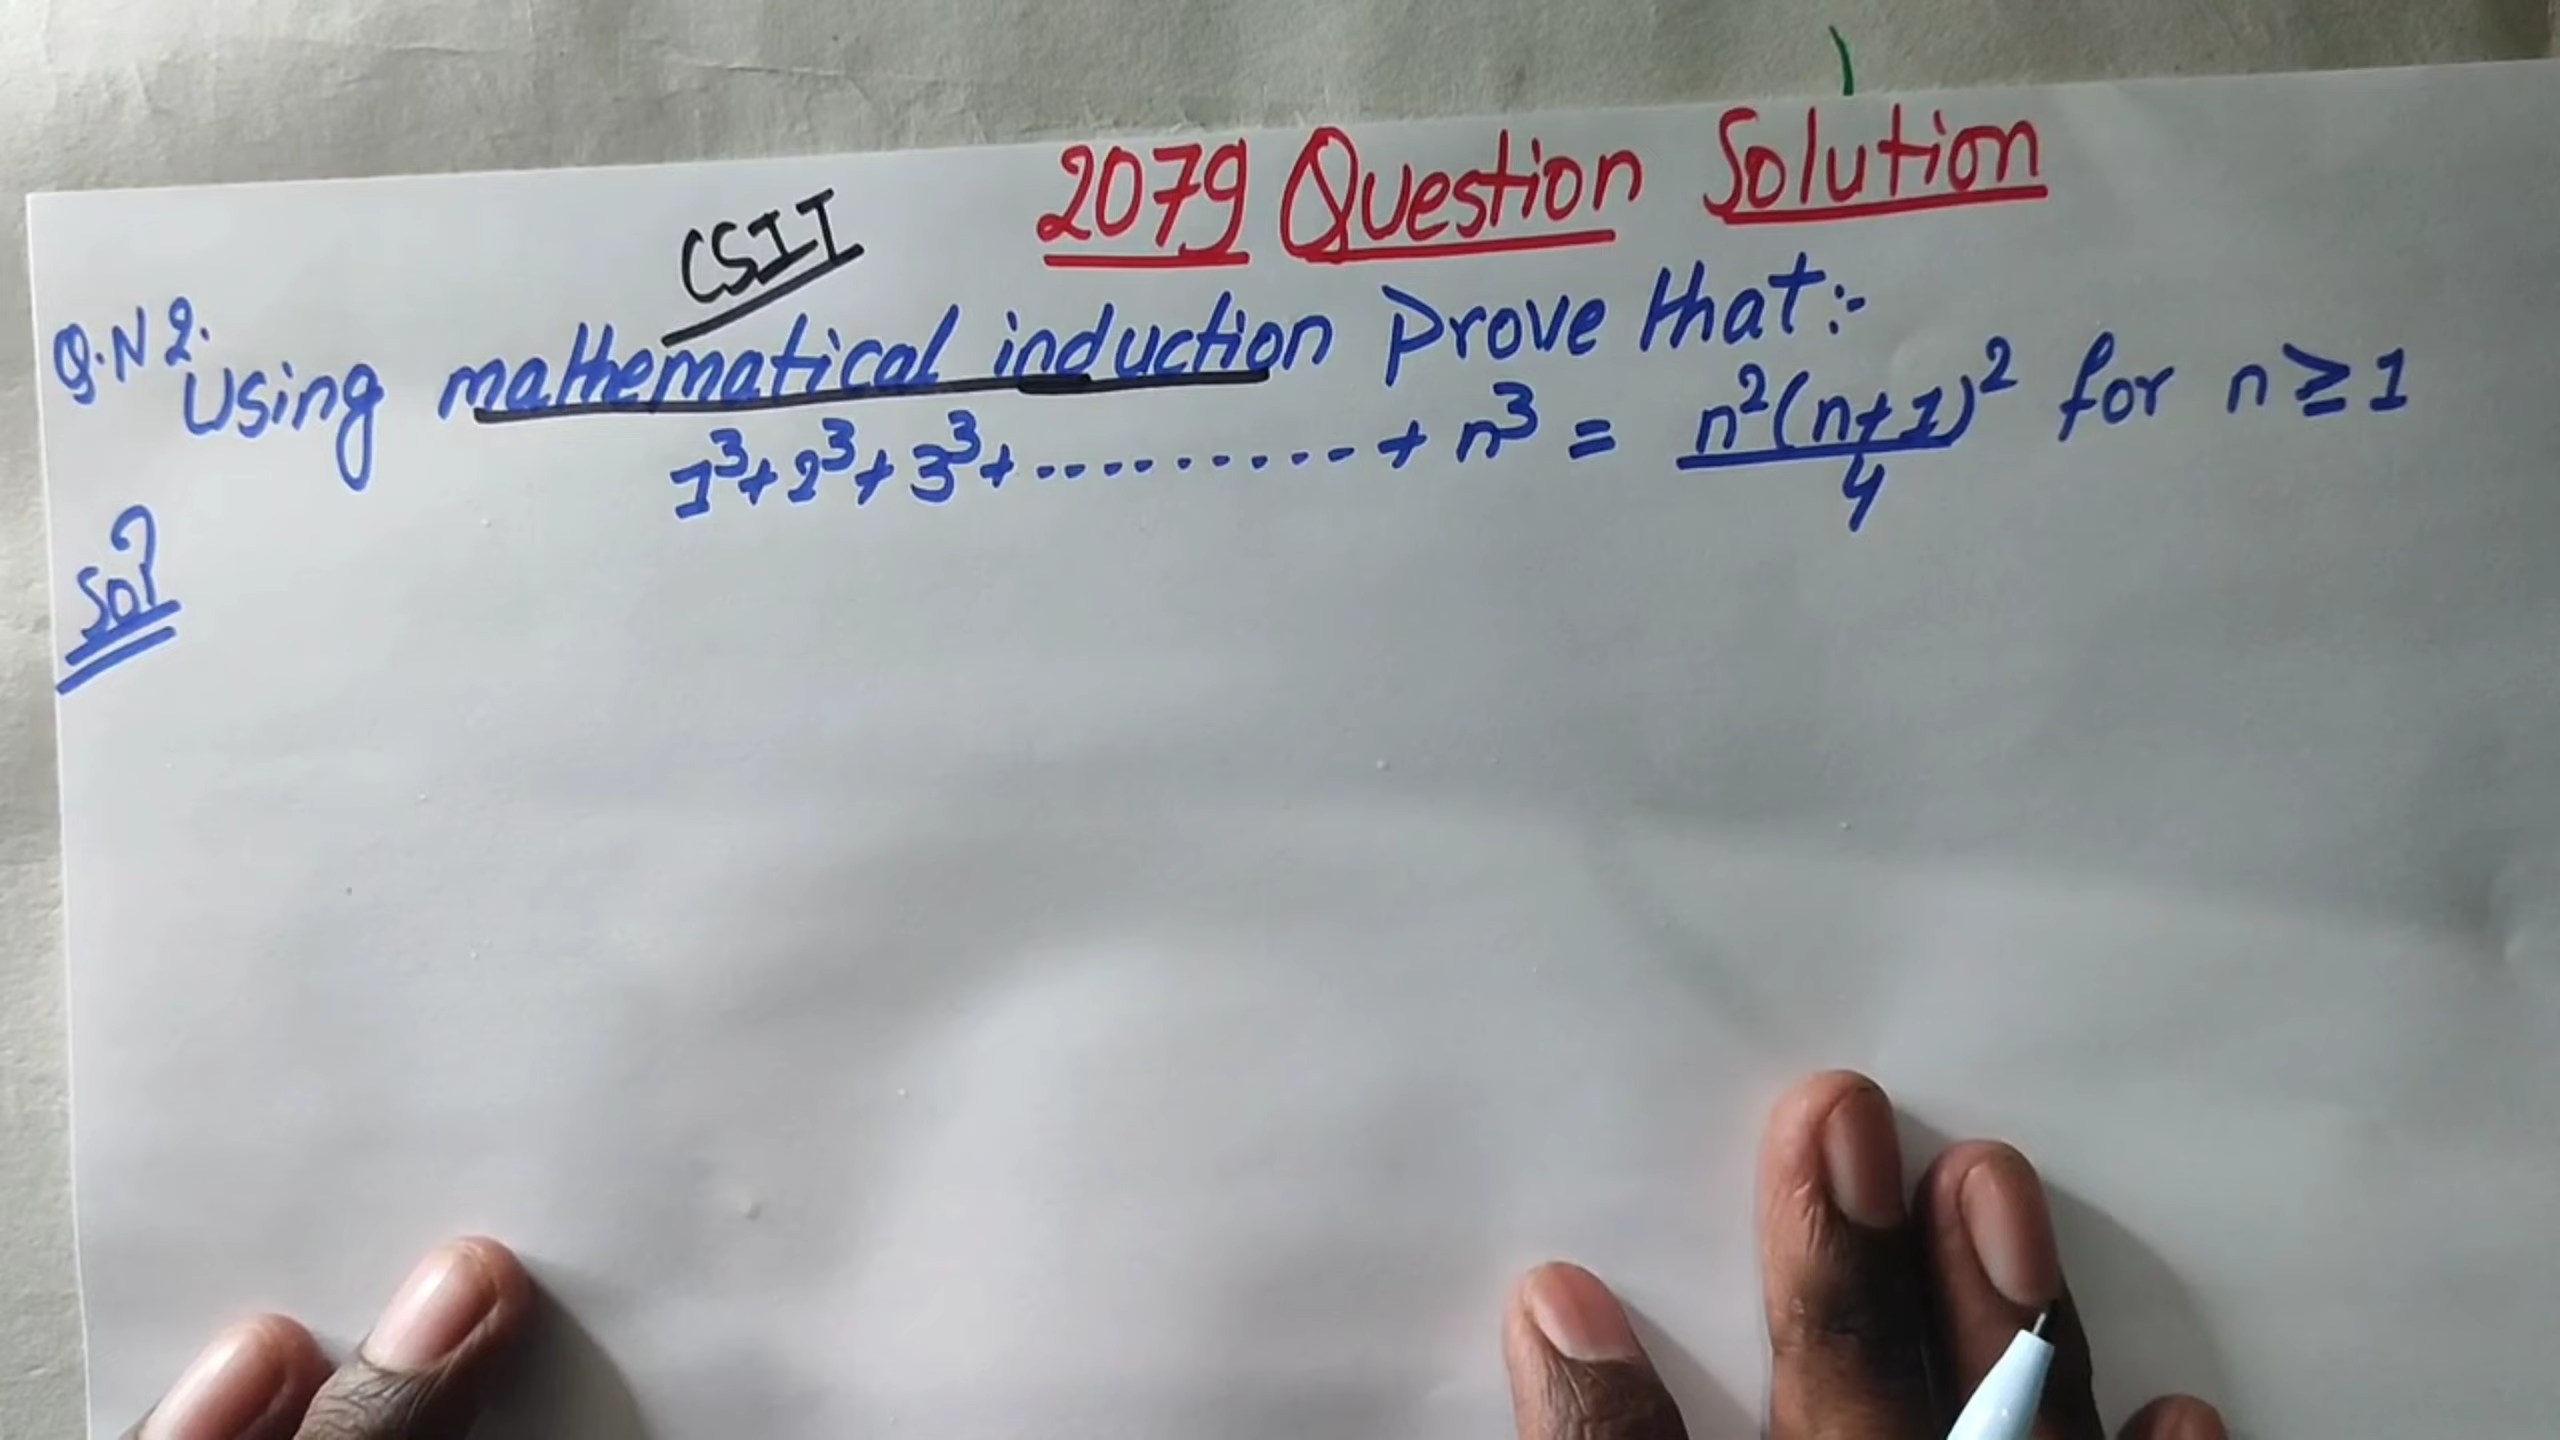 2079 Question Solution
CSIT
Q.N 2. Using mathematical induction prove that:-
1³+2³+3³+..........+ n³ = n²(n+1)²/4 for n≥1
Solⁿ